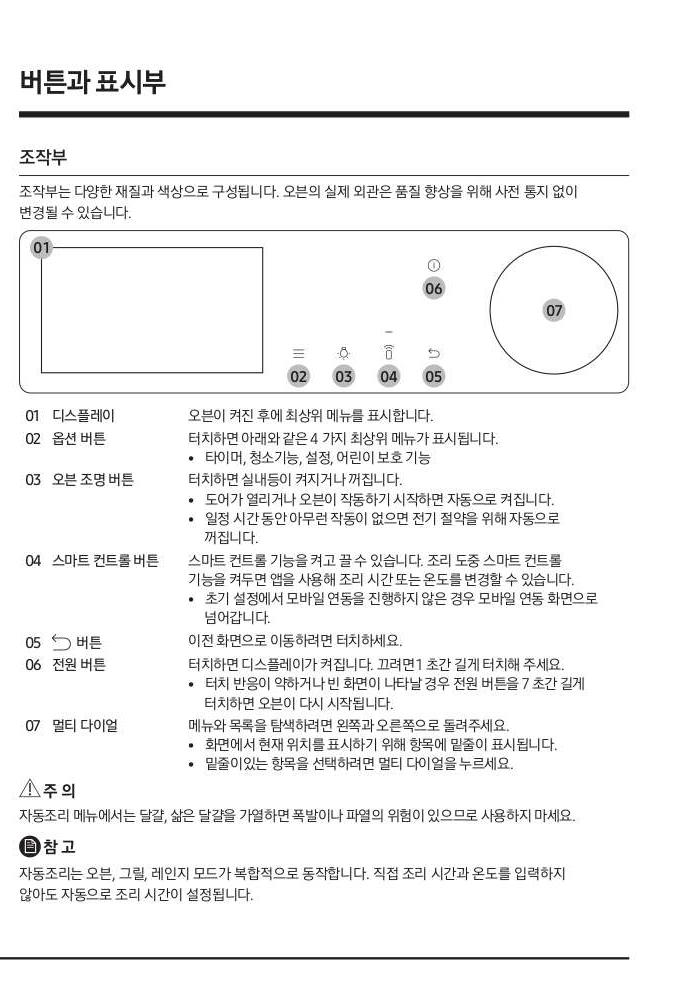 버튼과 표시부
조작부
조작부는 다양한 재질과 색상으로 구성됩니다. 오븐의 실제 외관은 품질 향상을 위해 사전 통지 없이
변경될 수 있습니다.
01
06
07
02 03 04 05
01 디스플레이 오븐이 켜진 후에 최상위 메뉴를 표시합니다.
02 옵션 버튼 터치하면 아래와 같은 4 가지 최상위 메뉴가 표시됩니다.
• 타이머, 청소기능, 설정, 어린이 보호 기능
03 오븐 조명 버튼 터치하면 실내등이 켜지거나 꺼집니다.
• 도어가 열리거나 오븐이 작동하기 시작하면 자동으로 켜집니다.
• 일정 시간 동안 아무런 작동이 없으면 전기 절약을 위해 자동으로
꺼집니다.
04 스마트 컨트롤 버튼 스마트 컨트롤 기능을 켜고 끌 수 있습니다. 조리 도중 스마트 컨트롤
기능을 켜두면 앱을 사용해 조리 시간 또는 온도를 변경할 수 있습니다.
• 초기 설정에서 모바일 연동을 진행하지 않은 경우 모바일 연동 화면으로
넘어갑니다.
05 버튼 이전 화면으로 이동하려면 터치하세요.
06 전원 버튼 터치하면 디스플레이가 켜집니다. 끄려면 1 초간 길게 터치해 주세요.
• 터치 반응이 약하거나 빈 화면이 나타날 경우 전원 버튼을 7 초간 길게
터치하면 오븐이 다시 시작됩니다.
07 멀티 다이얼 메뉴와 목록을 탐색하려면 왼쪽과 오른쪽으로 돌려주세요.
• 화면에서 현재 위치를 표시하기 위해 항목에 밑줄이 표시됩니다.
• 밑줄이있는 항목을 선택하려면 멀티 다이얼을 누르세요.
주 의
자동조리 메뉴에서는 달걀, 삶은 달걀을 가열하면 폭발이나 파열의 위험이 있으므로 사용하지 마세요.
참 고
자동조리는 오븐, 그릴, 레인지 모드가 복합적으로 동작합니다. 직접 조리 시간과 온도를 입력하지
않아도 자동으로 조리 시간이 설정됩니다.